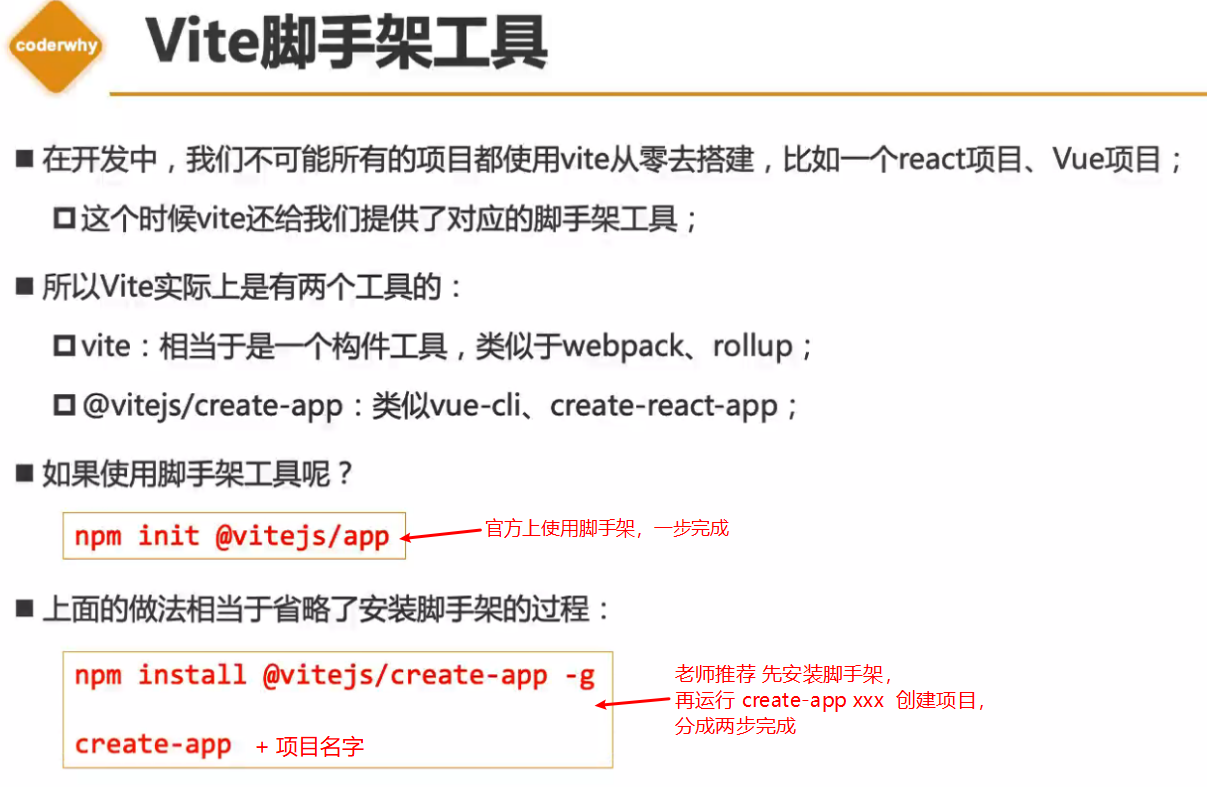 coderwhy
Vite脚手架工具
■ 在开发中，我们不可能所有的项目都使用vite从零去搭建，比如一个react项目、Vue项目；
这个时候vite还给我们提供了对应的脚手架工具；
■ 所以Vite实际上是有两个工具的：
vite：相当于是一个构件工具，类似于webpack、rollup；
@vitejs/create-app：类似vue-cli、create-react-app；
■ 如果使用脚手架工具呢？
npm init @vitejs/app
官方上使用脚手架，一步完成
■ 上面的做法相当于省略了安装脚手架的过程：
npm install @vitejs/create-app -g
create-app + 项目名字
老师推荐 先安装脚手架，
再运行 create-app xxx 创建项目，
分成两步完成